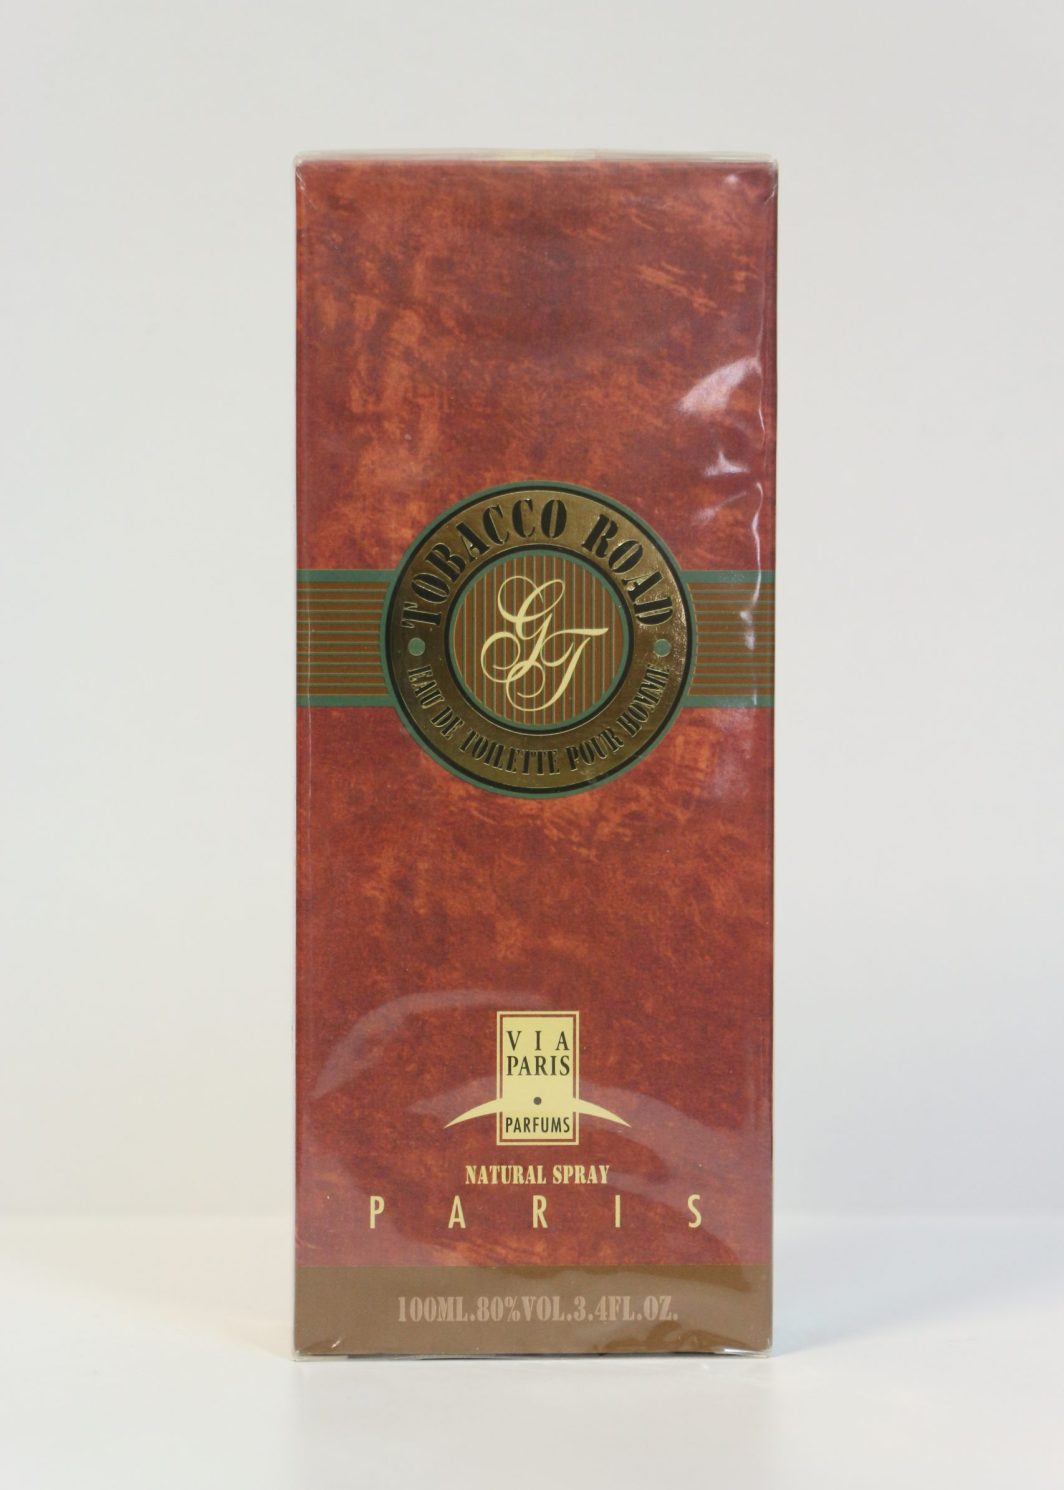 TOBACCO ROAD
GT
EAU DE TOILETTE POUR HOMME
VIA
PARIS
PARFUMS
NATURAL SPRAY
PARIS
100ML.80%VOL.3.4FL.OZ.